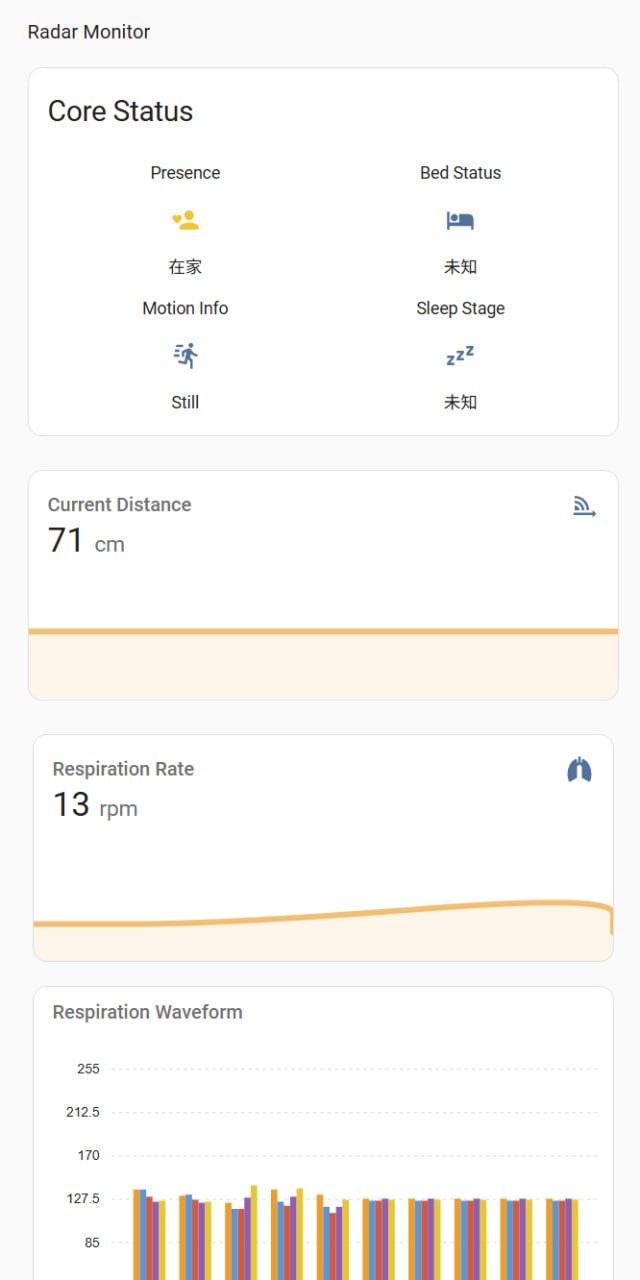 Radar Monitor
Core Status
Presence
Bed Status
在家
未知
Motion Info
Sleep Stage
Still
未知
Current Distance
71 cm
Respiration Rate
13 rpm
Respiration Waveform
255
212.5
170
127.5
85